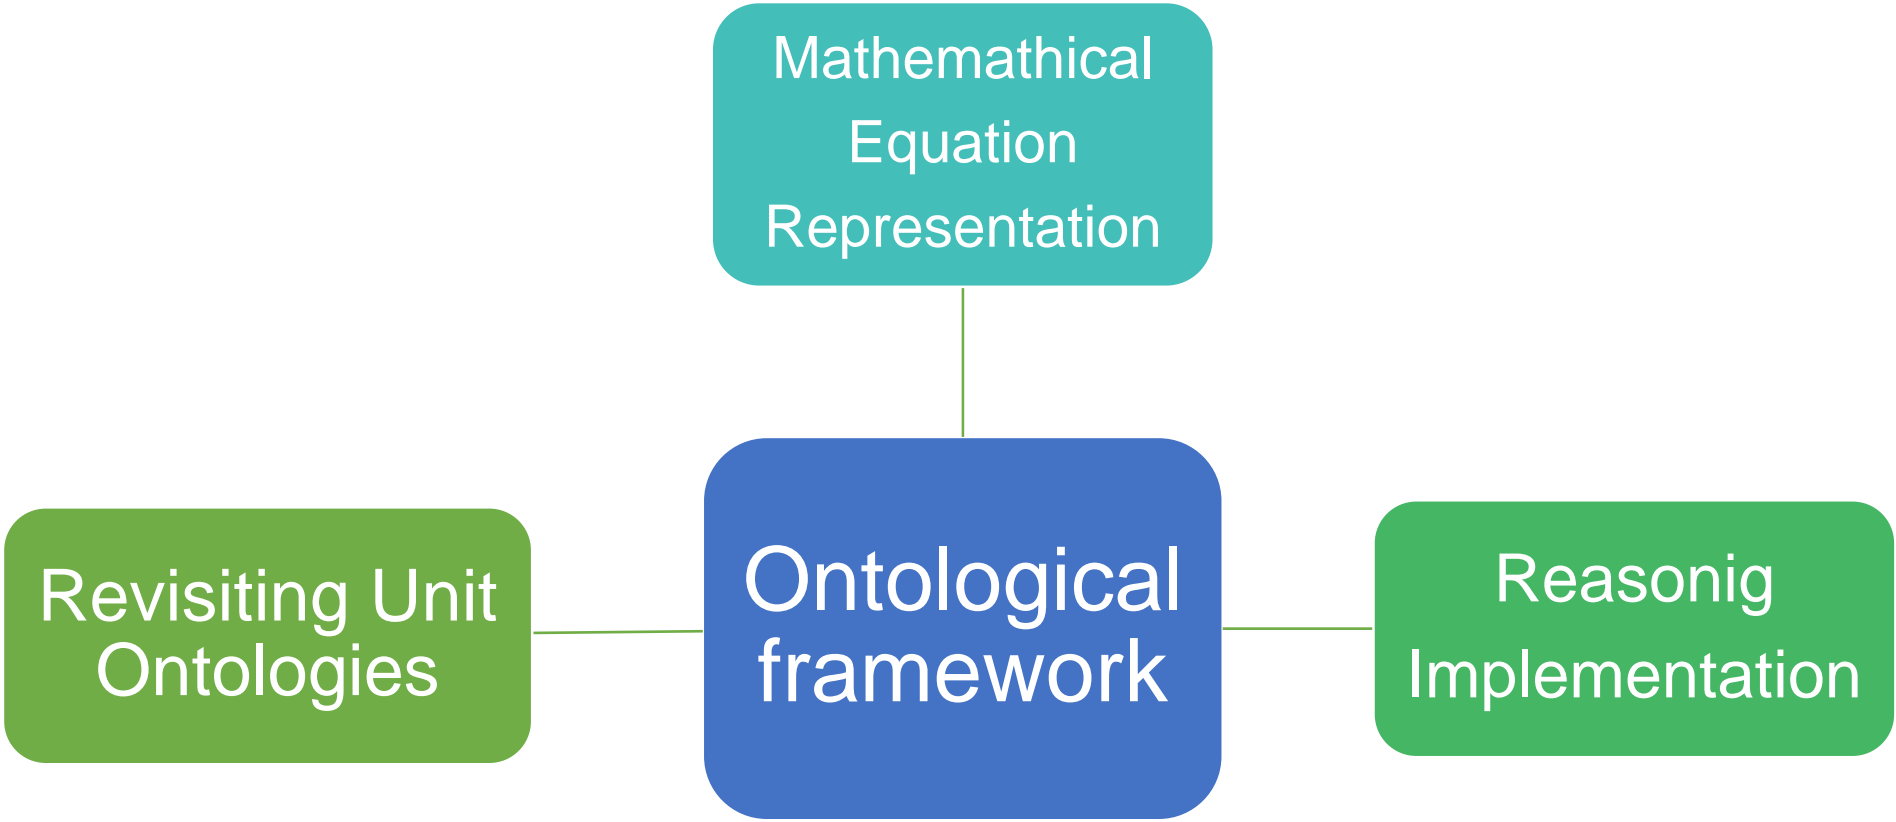 Mathemathical
Equation
Representation
Revisiting Unit
Ontologies
Ontological
framework
Reasonig
Implementation